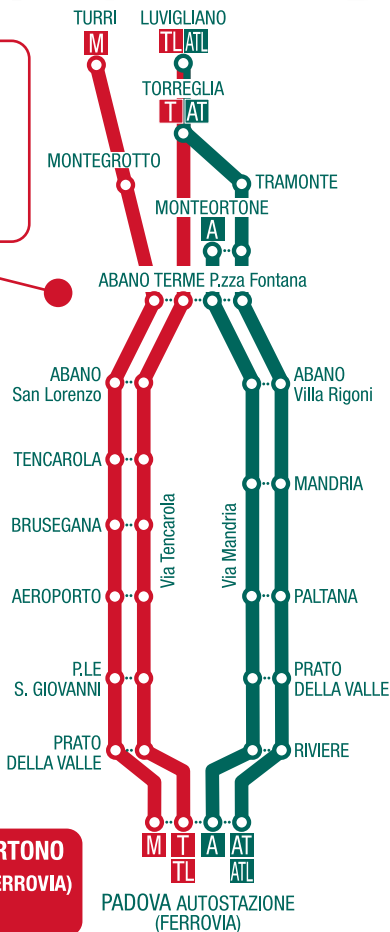 TURRI LUVIGLIANO
M TL ATL
TORREGLIA
T AT
MONTEGROTTO
TRAMONTE
MONTEORTONE
A
ABANO TERME P.zza Fontana
ABANO
San Lorenzo
ABANO
Villa Rigoni
TENCAROLA
MANDRIA
BRUSEGANA
Via Tencarola
Via Mandria
AEROPORTO
PALTANA
P.LE
S. GIOVANNI
PRATO
DELLA VALLE
PRATO
DELLA VALLE
RIVIERE
M T A AT
TL ATL
RTONO
ERROVIA)
PADOVA AUTOSTAZIONE
(FERROVIA)